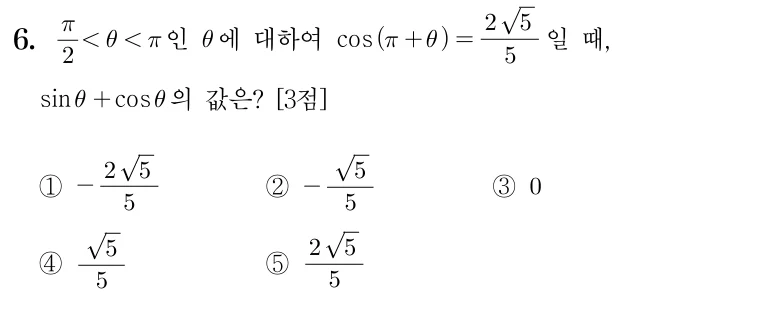 6. π/2 < θ < π인 θ에 대하여 cos(π+θ) = 2√5/5 일 때,
sinθ + cosθ의 값은? [3점]
① −2√5/5 ② −√5/5 ③ 0
④ √5/5 ⑤ 2√5/5